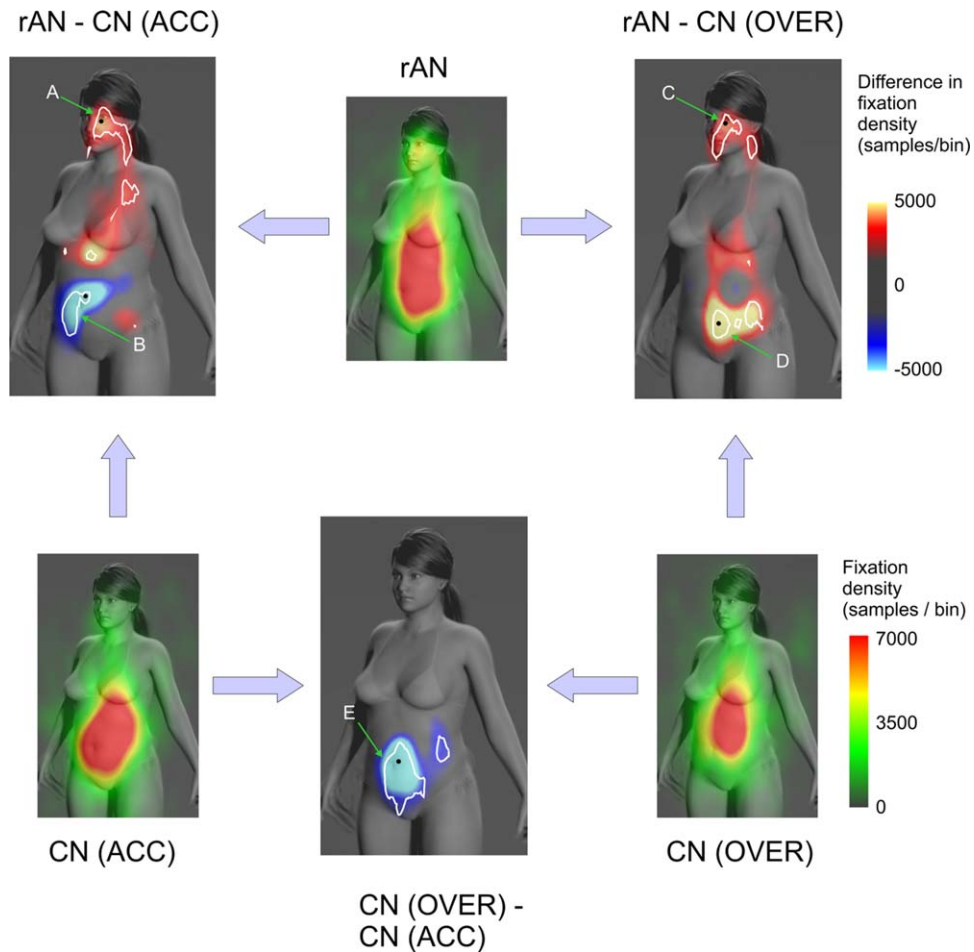 rAN - CN (ACC)
rAN
rAN - CN (OVER)
A
B
C
D
Difference in
fixation
density
(samples/bin)
5000
0
-5000
E
Fixation
density
(samples / bin)
7000
3500
0
CN (ACC)
CN (OVER) -
CN (ACC)
CN (OVER)